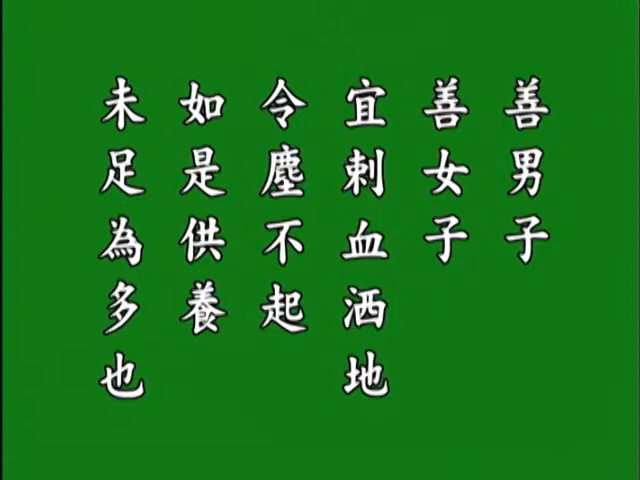 善男子
善女子
宜刺血洒地
令塵不起
如是供養
未足為多也